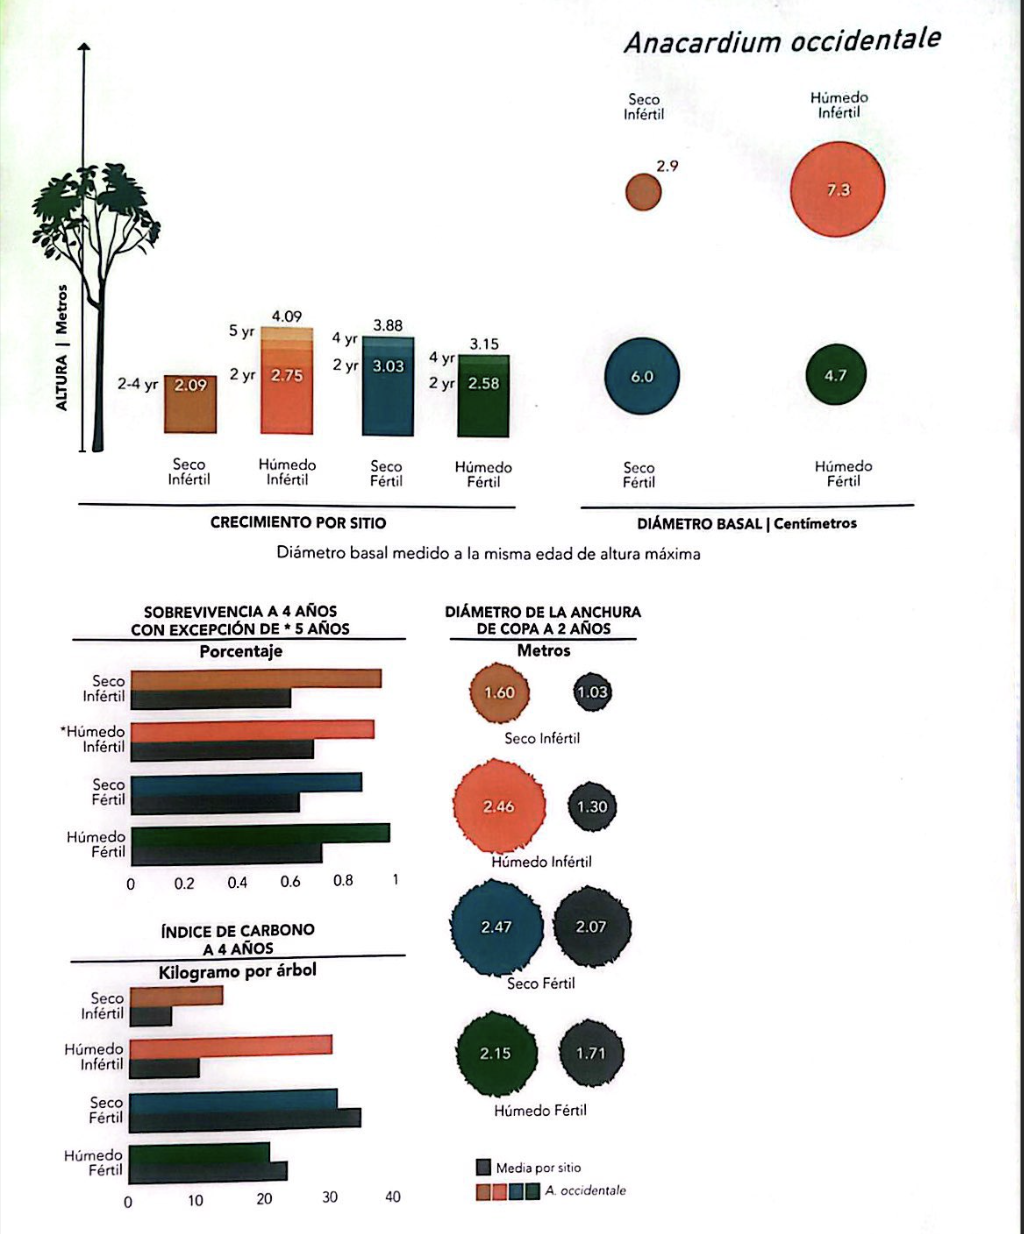 Anacardium occidentale
Seco
Infértil
Húmedo
Infértil
2.9
7.3
ALTURA | Metros
2-4 yr
2.09
5 yr
4.09
2 yr
2.75
3.88
4 yr
2 yr
3.03
3.15
4 yr
2 yr
2.58
6.0
4.7
Seco
Infértil
Húmedo
Infértil
Seco
Fértil
Húmedo
Fértil
Seco
Fértil
Húmedo
Fértil
CRECIMIENTO POR SITIO
DIÁMETRO BASAL | Centímetros
Diámetro basal medido a la misma edad de altura máxima
SOBREVIVENCIA A 4 AÑOS
CON EXCEPCIÓN DE * 5 AÑOS
Porcentaje
Seco
Infértil
*Húmedo
Infértil
Seco
Fértil
Húmedo
Fértil
0 0.2 0.4 0.6 0.8 1
ÍNDICE DE CARBONO
A 4 AÑOS
Kilogramo por árbol
Seco
Infértil
Húmedo
Infértil
Seco
Fértil
Húmedo
Fértil
0 10 20 30 40
DIÁMETRO DE LA ANCHURA
DE COPA A 2 AÑOS
Metros
1.60 1.03
Seco Infértil
2.46 1.30
Húmedo Infértil
2.47 2.07
Seco Fértil
2.15 1.71
Húmedo Fértil
Media por sitio
A. occidentale